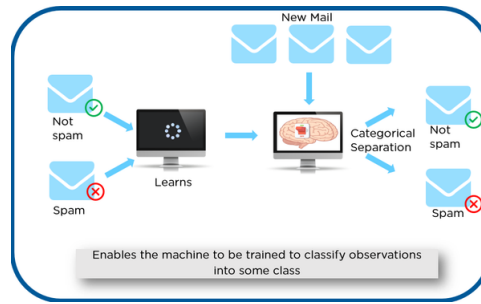 New Mail
Not
spam
Learns
Spam
Categorical
Separation
Not
spam
Spam
Enables the machine to be trained to classify observations
into some class